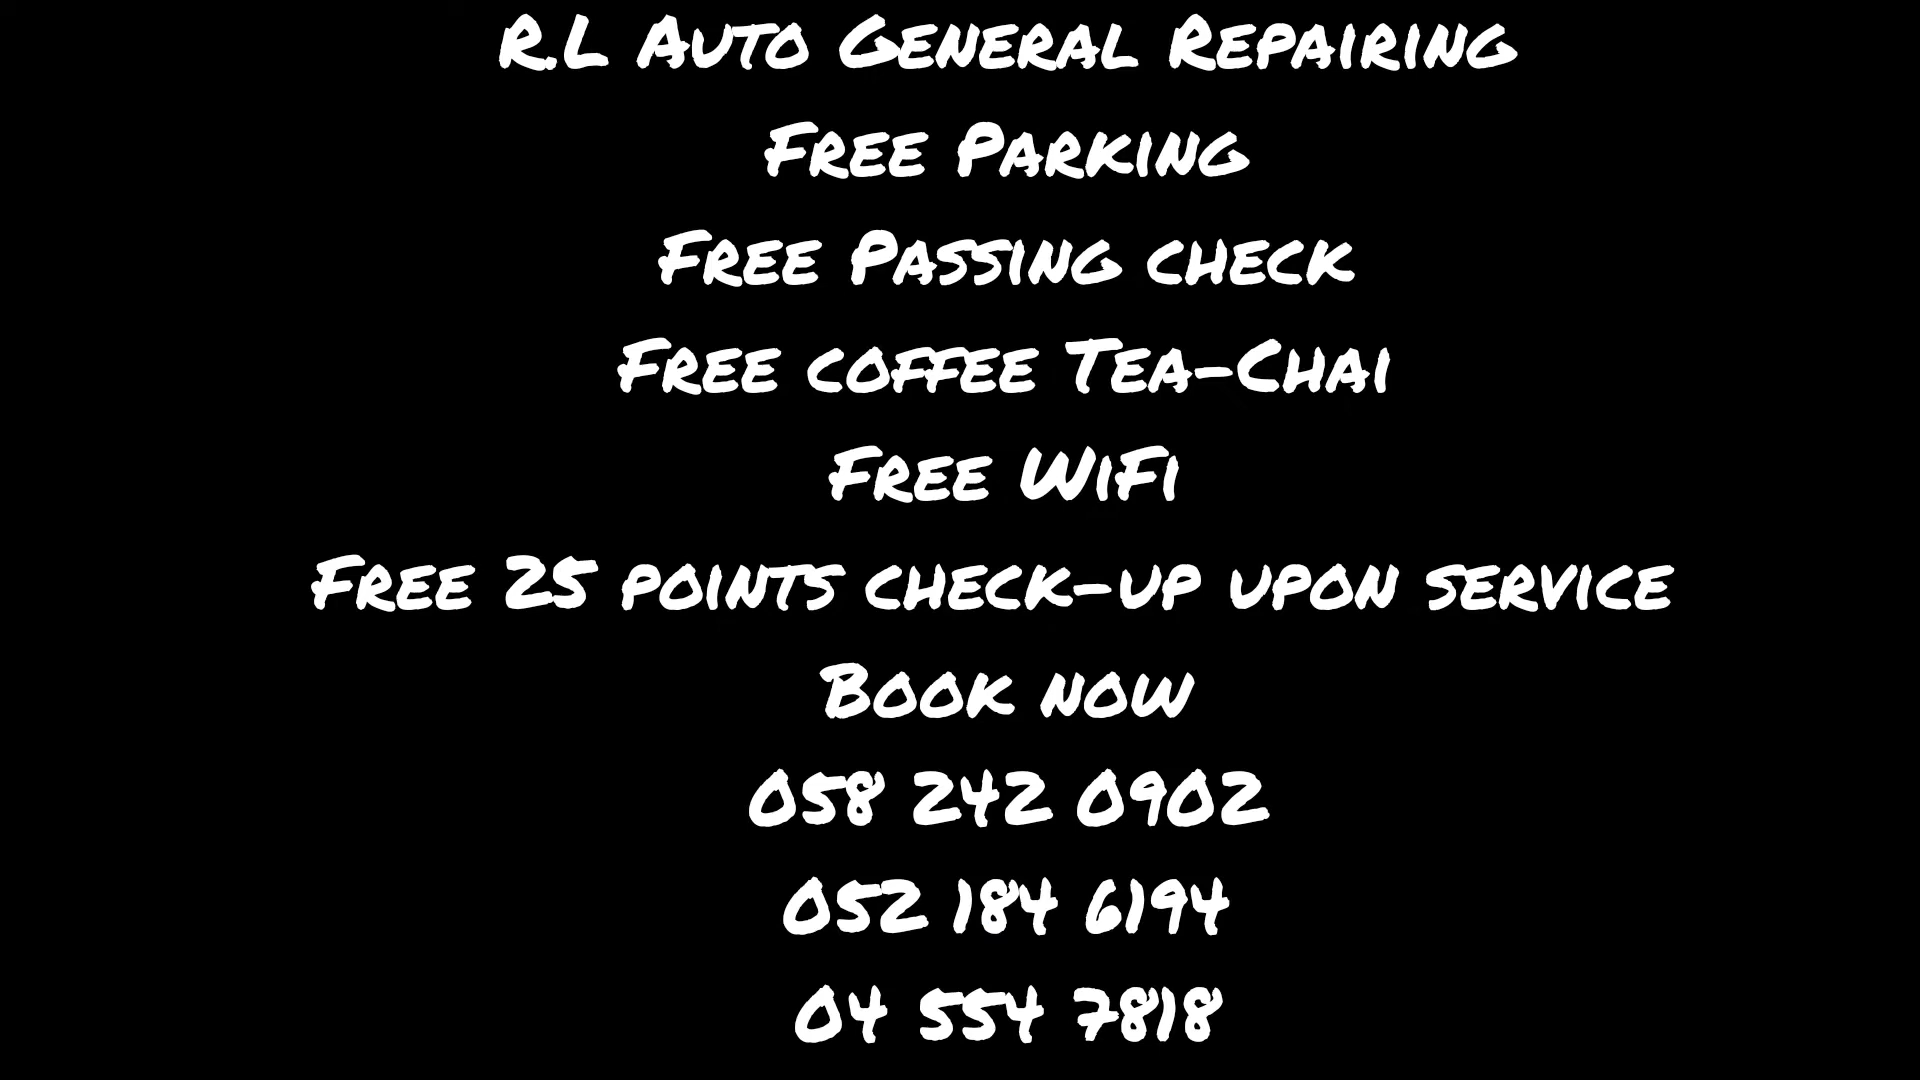 R.L Auto General Repairing
Free Parking
Free Passing check
Free coffee Tea-Chai
Free WiFi
Free 25 points check-up upon service
Book now
058 242 0902
052 184 6194
04 554 7818